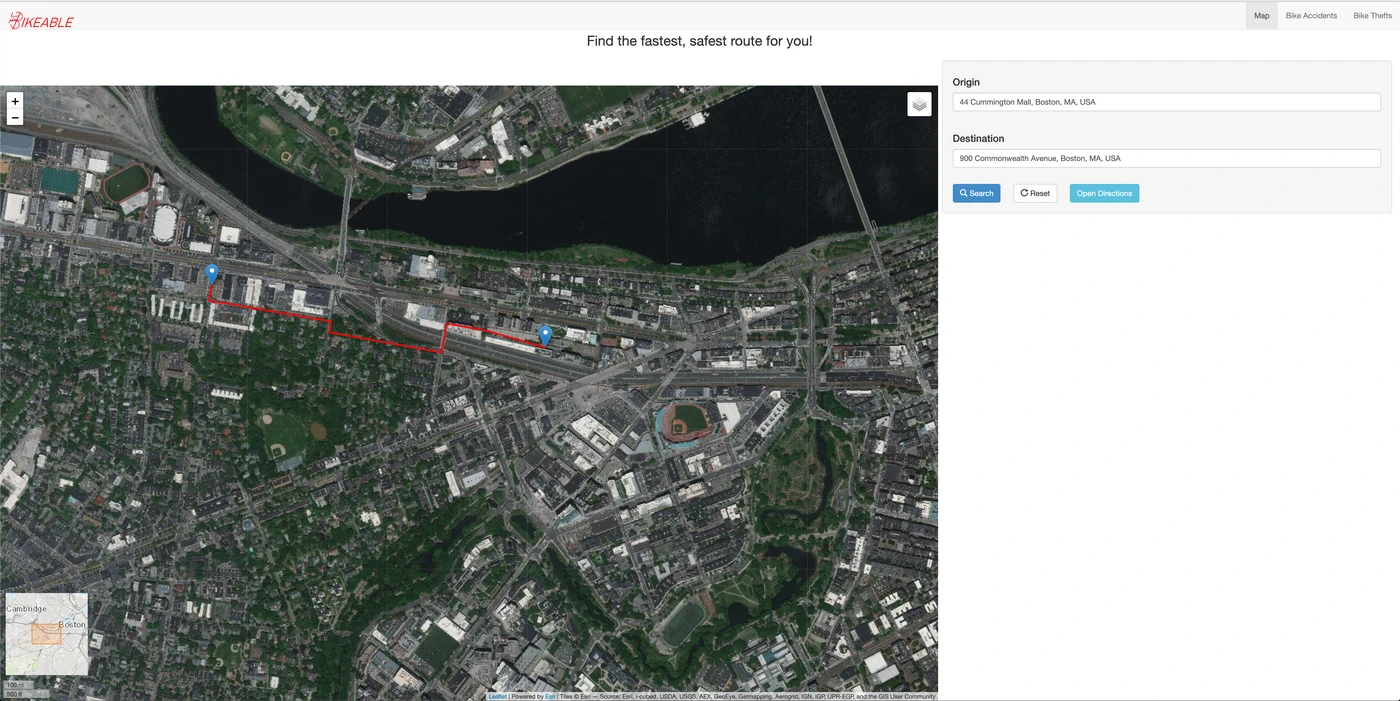 BIKEABLE
Map Bike Accidents Bike Thefts
Find the fastest, safest route for you!
+
−
Origin
44 Cummington Mall, Boston, MA, USA
Destination
900 Commonwealth Avenue, Boston, MA, USA
Search Reset Open Directions
Cambridge
Boston
100 m
500 ft
Leaflet | Powered by Esri | Tiles © Esri — Source: Esri, i-cubed, USDA, USGS, AEX, GeoEye, Getmapping, Aerogrid, IGN, IGP, UPR-EGP, and the GIS User Community